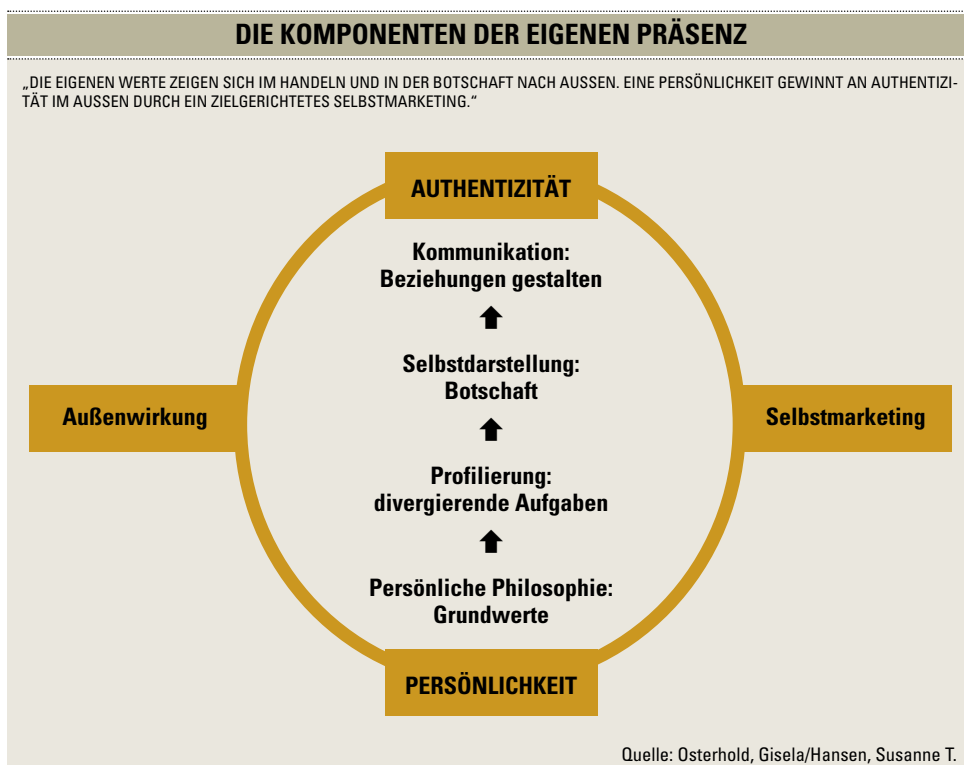 DIE KOMPONENTEN DER EIGENEN PRÄSENZ
„DIE EIGENEN WERTE ZEIGEN SICH IM HANDELN UND IN DER BOTSCHAFT NACH AUSSEN. EINE PERSÖNLICHKEIT GEWINNT AN AUTHENTIZI-
TÄT IM AUSSEN DURCH EIN ZIELGERICHTETES SELBSTMARKETING.“
AUTHENTIZITÄT
Kommunikation:
Beziehungen gestalten
Selbstdarstellung:
Botschaft
Außenwirkung
Selbstmarketing
Profilierung:
divergierende Aufgaben
Persönliche Philosophie:
Grundwerte
PERSÖNLICHKEIT
Quelle: Osterhold, Gisela/Hansen, Susanne T.